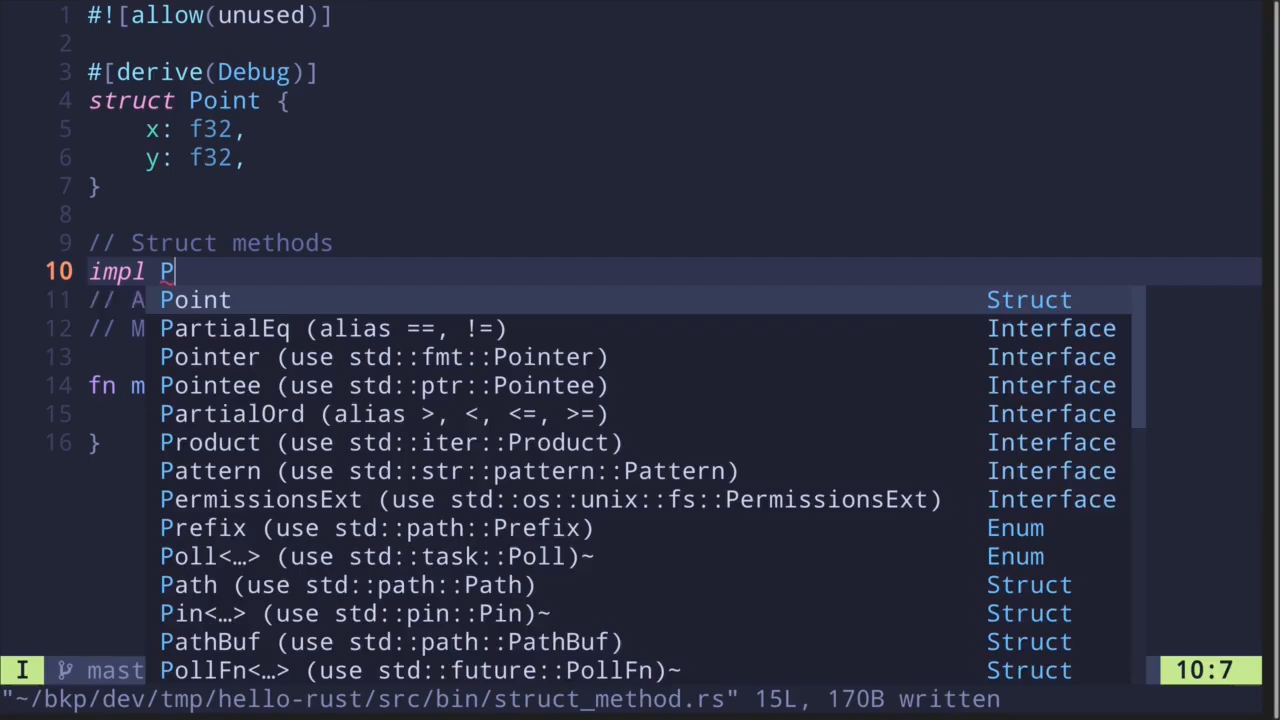 1 #![allow(unused)]
2
3 #[derive(Debug)]
4 struct Point {
5     x: f32,
6     y: f32,
7 }
8
9 // Struct methods
10 impl P
11 // A Point Struct
12 // M PartialEq (alias ==, !=) Interface
13 Pointer (use std::fmt::Pointer) Interface
14 fn m Pointee (use std::ptr::Pointee) Interface
15 PartialOrd (alias >, <, <=, >=) Interface
16 } Product (use std::iter::Product) Interface
Pattern (use std::str::pattern::Pattern) Interface
PermissionsExt (use std::os::unix::fs::PermissionsExt) Interface
Prefix (use std::path::Prefix) Enum
Poll<…> (use std::task::Poll)~ Enum
Path (use std::path::Path) Struct
Pin<…> (use std::pin::Pin)~ Struct
PathBuf (use std::path::PathBuf) Struct
I mast PollFn<…> (use std::future::PollFn)~ Struct 10:7
"~/bkp/dev/tmp/hello-rust/src/bin/struct_method.rs" 15L, 170B written